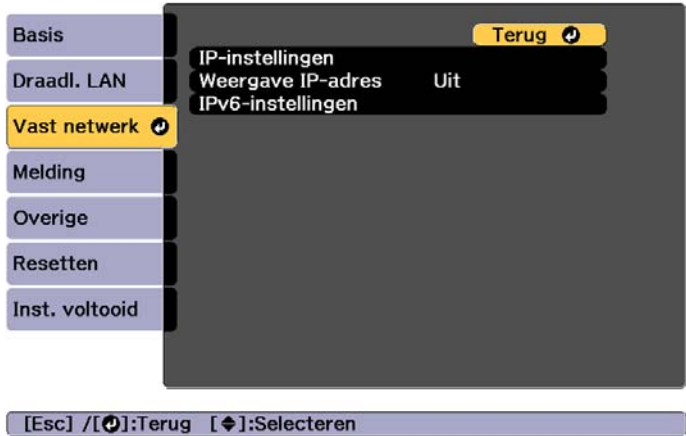 Basis
Draadl. LAN
Vast netwerk
Melding
Overige
Resetten
Inst. voltooid
Terug
IP-instellingen
Weergave IP-adres Uit
IPv6-instellingen
[Esc] /[⏎]:Terug [◆]:Selecteren